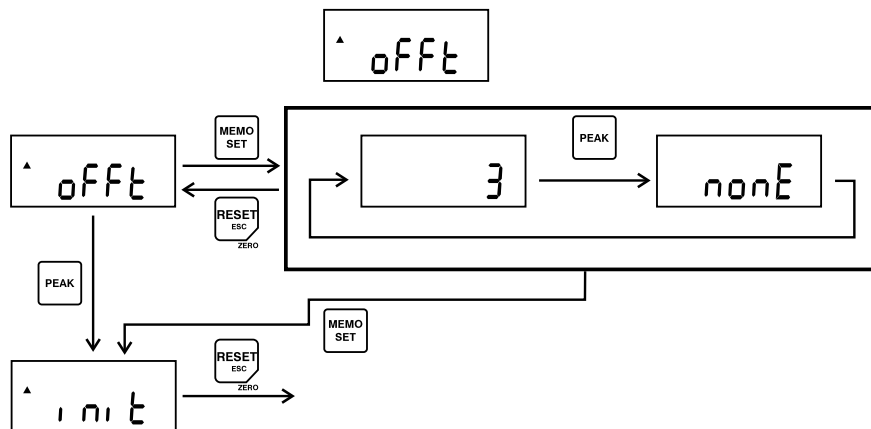 oFFt
MEMO
SET
oFFt
3
PEAK
nonE
RESET
ESC
ZERO
PEAK
MEMO
SET
RESET
ESC
ZERO
init